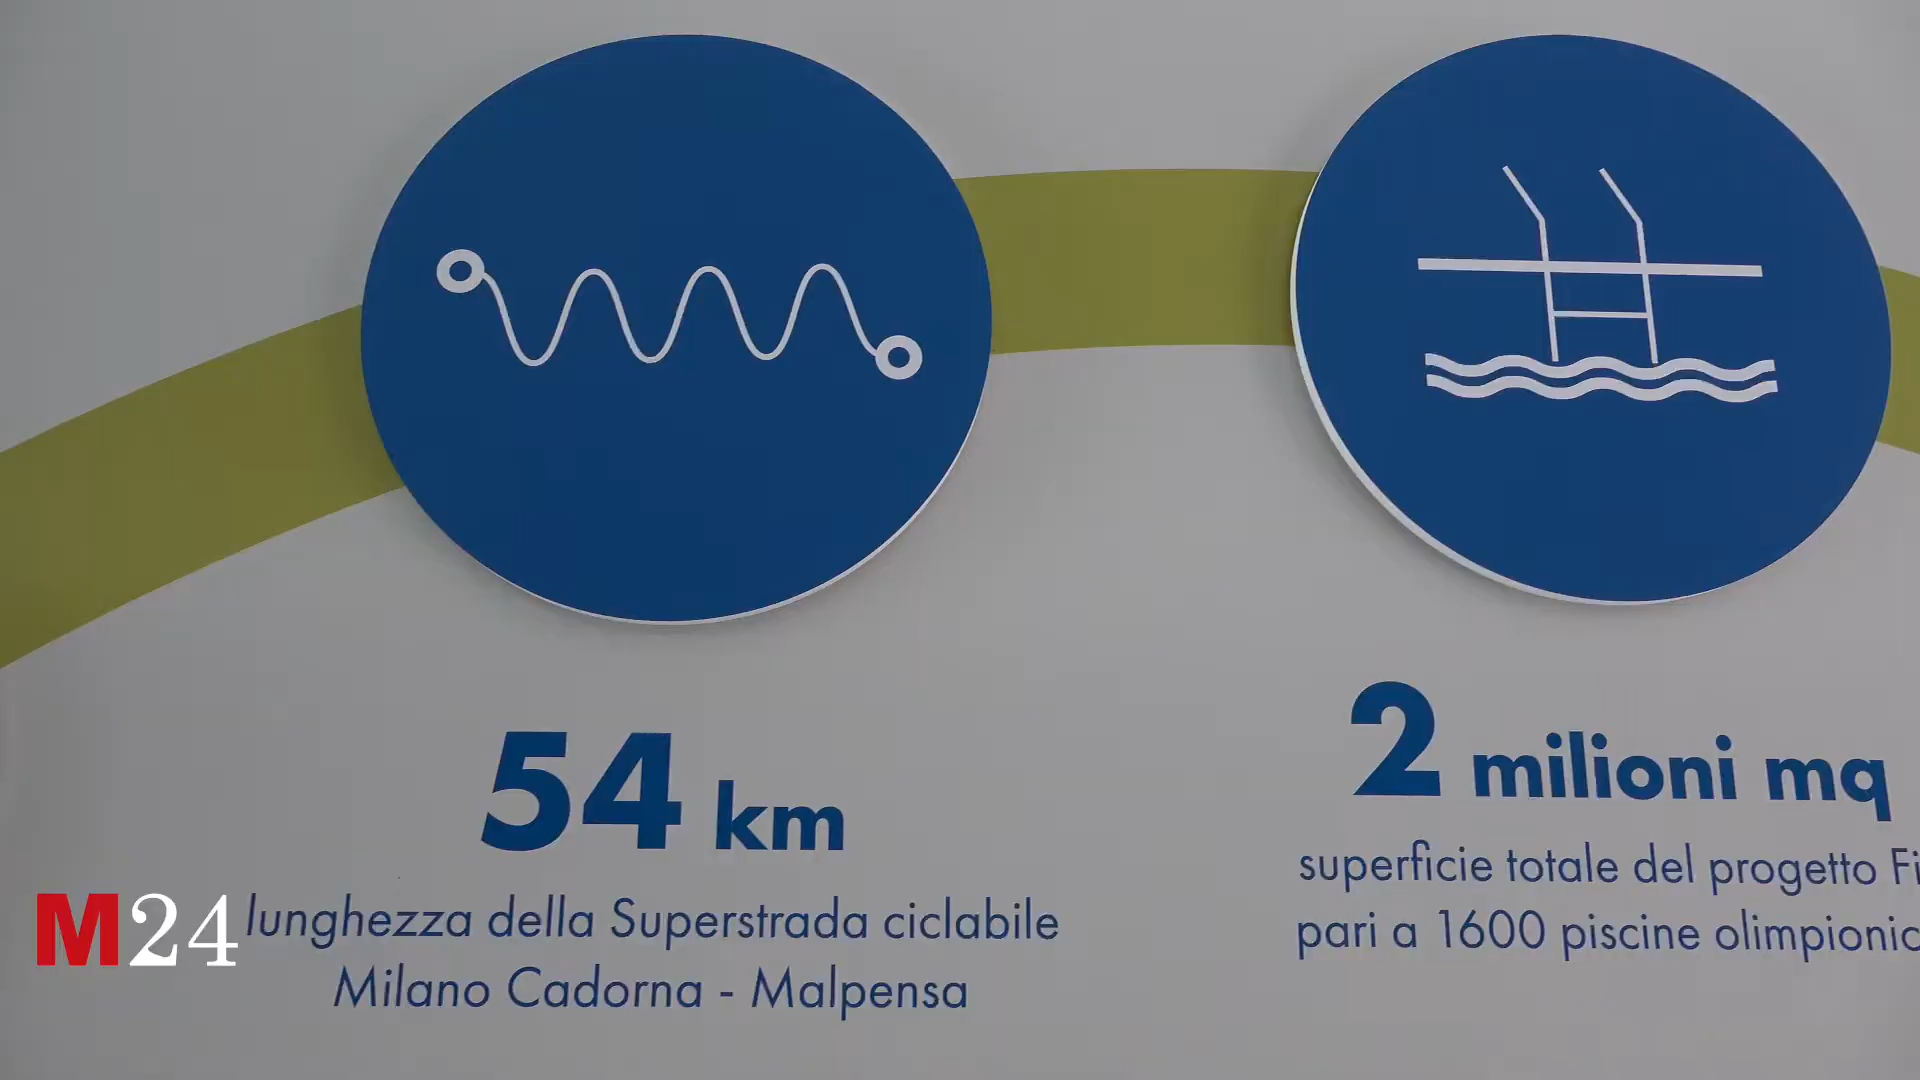 54 km
lunghezza della Superstrada ciclabile
Milano Cadorna - Malpensa
2 milioni mq
superficie totale del progetto
pari a 1600 piscine
M24